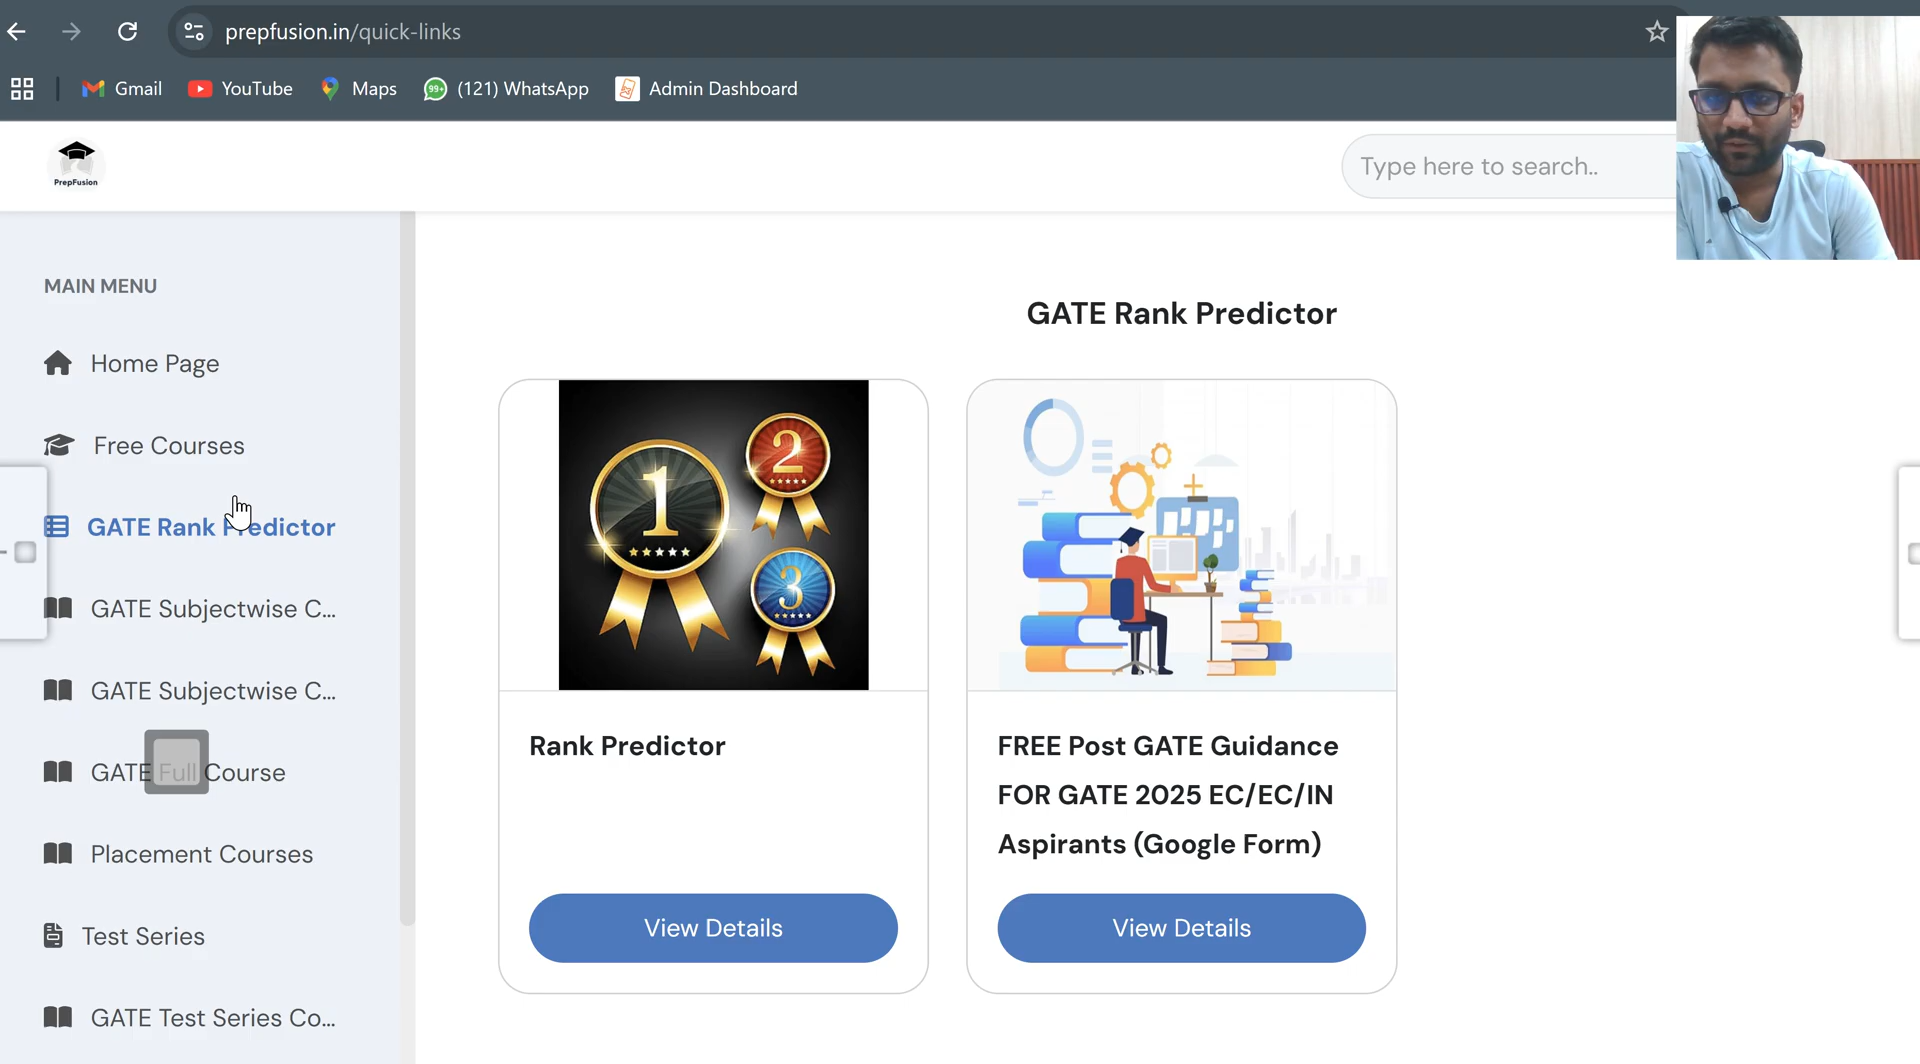 prepfusion.in/quick-links
Gmail
YouTube
Maps
99+
(121) WhatsApp
Admin Dashboard
PrepFusion
Type here to search..
MAIN MENU
Home Page
Free Courses
GATE Rank Predictor
GATE Subjectwise C...
GATE Subjectwise C...
GATE Full Course
Placement Courses
Test Series
GATE Test Series Co...
GATE Rank Predictor
1
2
3
Rank Predictor
View Details
FREE Post GATE Guidance
FOR GATE 2025 EC/EC/IN
Aspirants (Google Form)
View Details